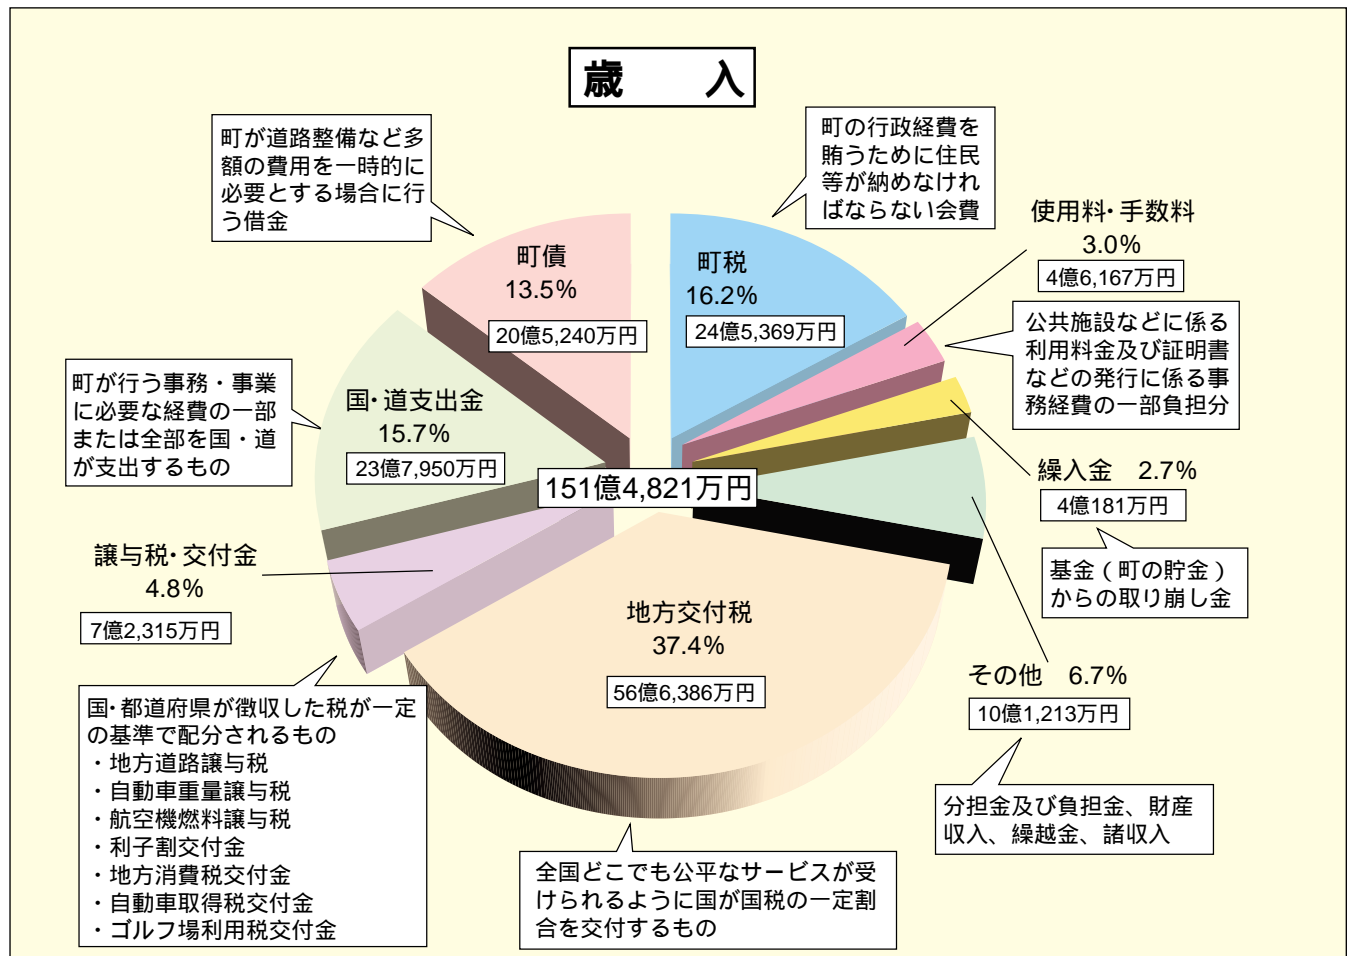 歳　入
町が道路整備など多
額の費用を一時的に
必要とする場合に行
う借金
町の行政経費を
賄うために住民
等が納めなけれ
ばならない会費
町債
13.5%
20億5,240万円
町税
16.2%
24億5,369万円
使用料・手数料
3.0%
4億6,167万円
公共施設などに係る
利用料金及び証明書
などの発行に係る事
務経費の一部負担分
町が行う事務・事業
に必要な経費の一部
または全部を国・道
が支出するもの
国・道支出金
15.7%
23億7,950万円
151億4,821万円
繰入金　2.7%
4億181万円
基金（町の貯金）
からの取り崩し金
譲与税・交付金
4.8%
7億2,315万円
地方交付税
37.4%
56億6,386万円
その他　6.7%
10億1,213万円
分担金及び負担金、財産
収入、繰越金、諸収入
国・都道府県が徴収した税が一定
の基準で配分されるもの
・地方道路譲与税
・自動車重量譲与税
・航空機燃料譲与税
・利子割交付金
・地方消費税交付金
・自動車取得税交付金
・ゴルフ場利用税交付金
全国どこでも公平なサービスが受
けられるように国が国税の一定割
合を交付するもの